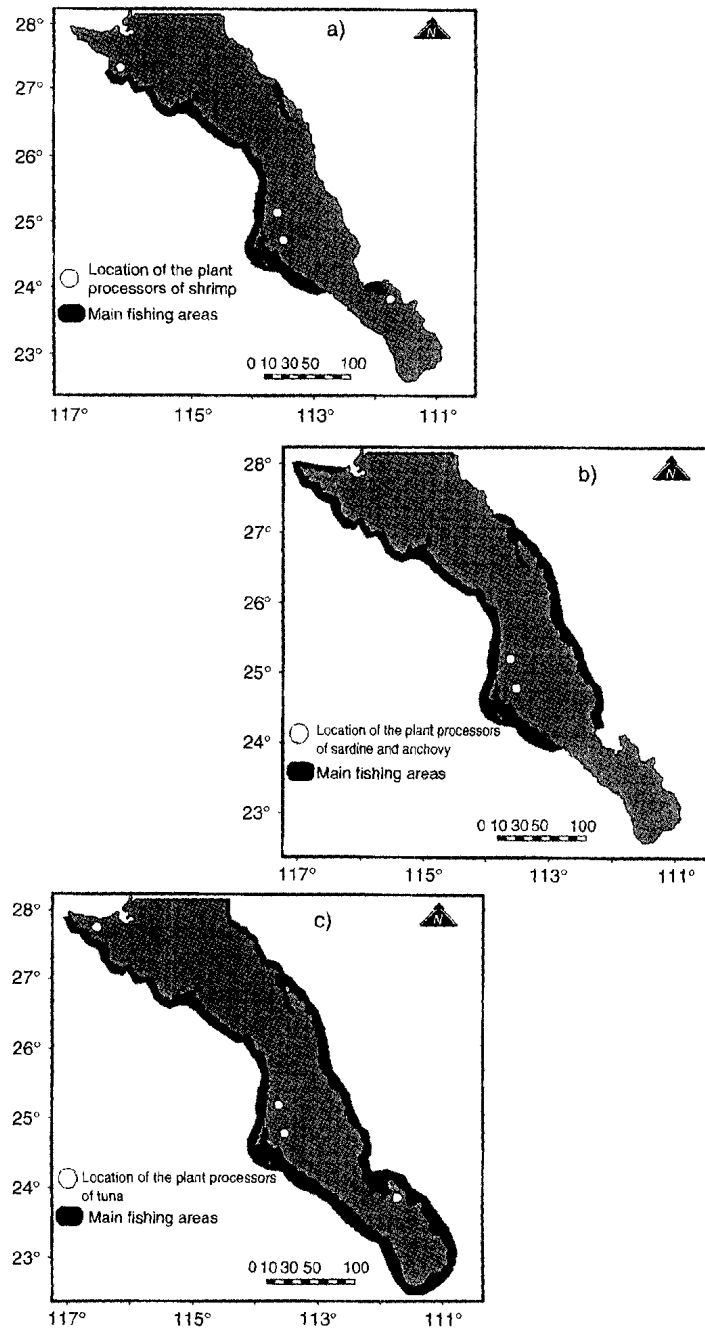 28°
a)
N
27°
26°
25°
24°
Location of the plant
processors of shrimp
Main fishing areas
23°
0 10 30 50 100
117° 115° 113° 111°
28°
b)
N
27°
26°
25°
24°
Location of the plant processors
of sardine and anchovy
Main fishing areas
23°
0 10 30 50 100
117° 115° 113° 111°
28°
c)
N
27°
26°
25°
24°
Location of the plant processors
of tuna
Main fishing areas
23°
0 10 30 50 100
117° 115° 113° 111°